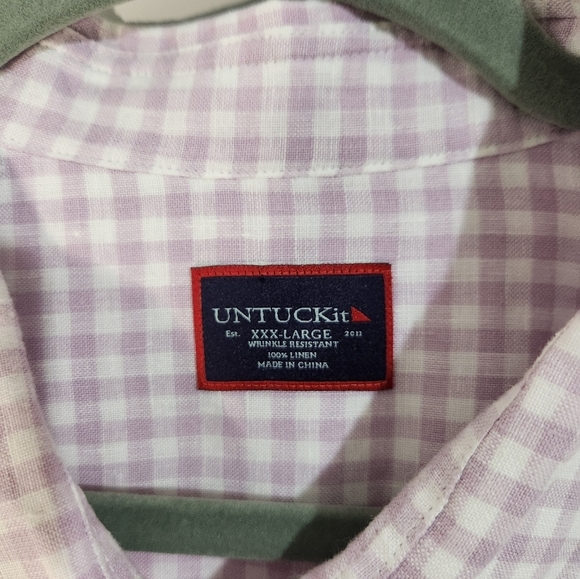 UNTUCKit
Est. XXX-LARGE 2011
WRINKLE RESISTANT
100% LINEN
MADE IN CHINA